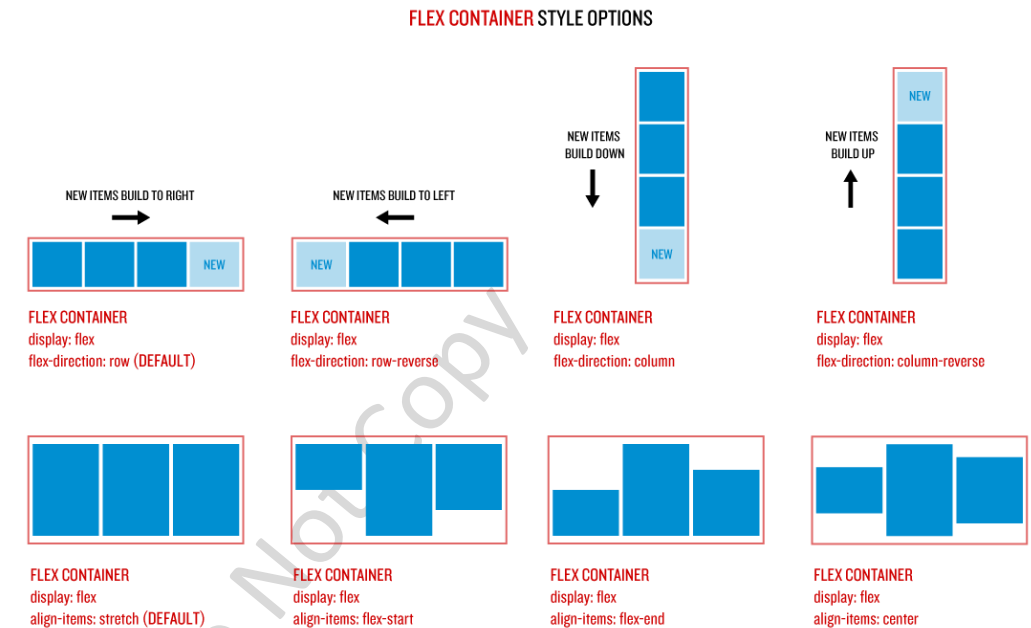 FLEX CONTAINER STYLE OPTIONS
NEW ITEMS BUILD TO RIGHT
NEW
FLEX CONTAINER
display: flex
flex-direction: row (DEFAULT)
NEW ITEMS BUILD TO LEFT
NEW
FLEX CONTAINER
display: flex
flex-direction: row-reverse
NEW ITEMS
BUILD DOWN
NEW
FLEX CONTAINER
display: flex
flex-direction: column
NEW ITEMS
BUILD UP
NEW
FLEX CONTAINER
display: flex
flex-direction: column-reverse
FLEX CONTAINER
display: flex
align-items: stretch (DEFAULT)
FLEX CONTAINER
display: flex
align-items: flex-start
FLEX CONTAINER
display: flex
align-items: flex-end
FLEX CONTAINER
display: flex
align-items: center
Not Copy